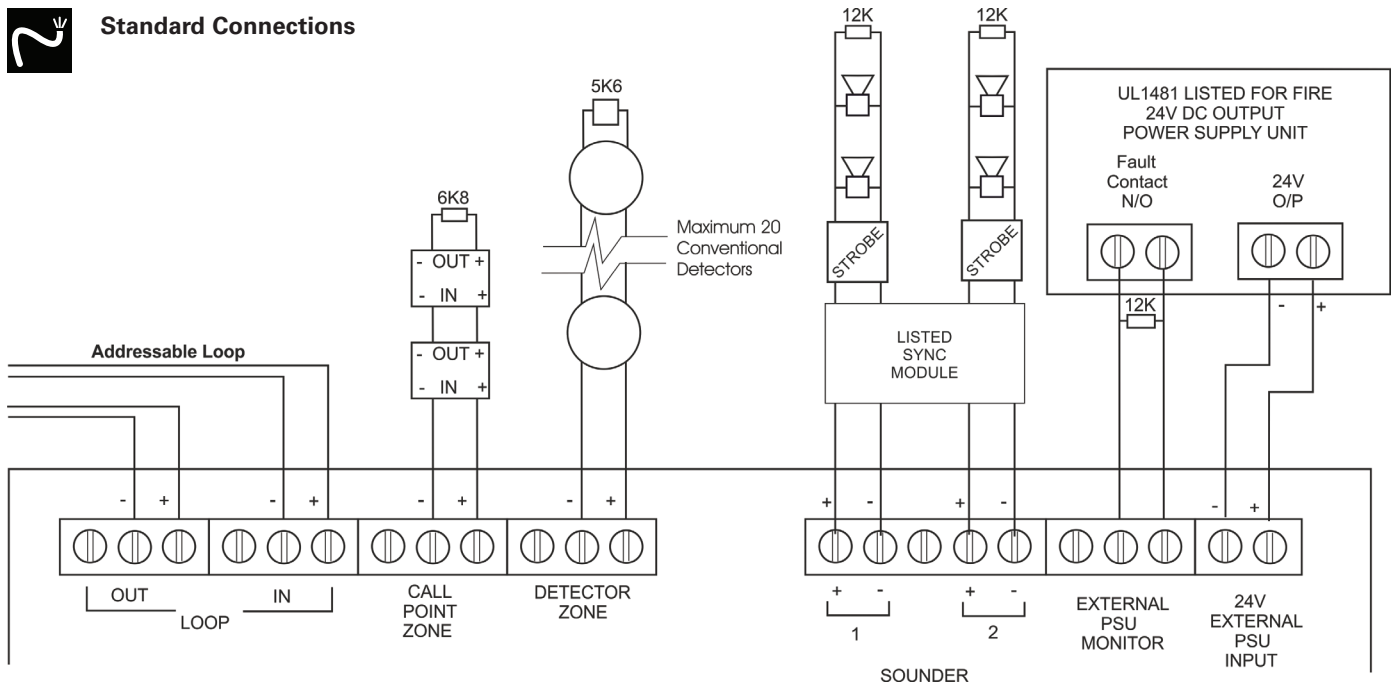 Standard Connections
12K
12K
5K6
UL1481 LISTED FOR FIRE
24V DC OUTPUT
POWER SUPPLY UNIT
Fault
Contact
N/O
24V
O/P
6K8
Maximum 20
Conventional
Detectors
STROBE
STROBE
- OUT +
- IN +
12K
- +
LISTED
SYNC
MODULE
Addressable Loop
- OUT +
- IN +
- + - + - + - + + - + - - +
OUT
IN
LOOP
CALL
POINT
ZONE
DETECTOR
ZONE
+ - + -
1
2
SOUNDER
EXTERNAL
PSU
MONITOR
24V
EXTERNAL
PSU
INPUT